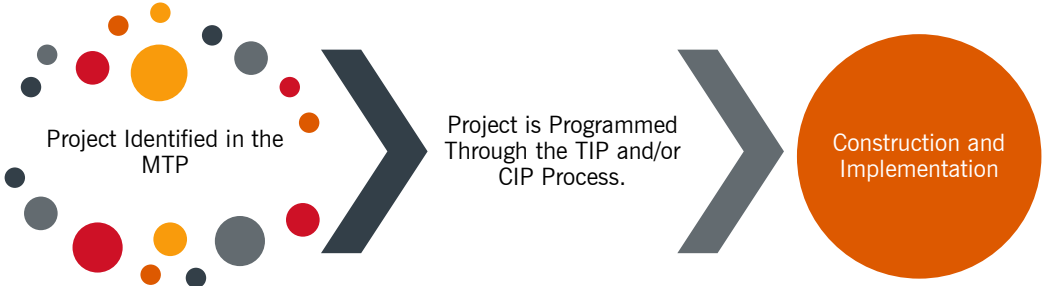 Project Identified in the
MTP
Project is Programmed
Through the TIP and/or
CIP Process.
Construction and
Implementation